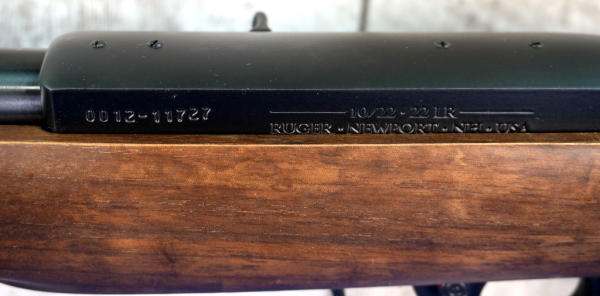 0012-11727
10/22 · 22 LR
RUGER · NEWPORT · NH · USA